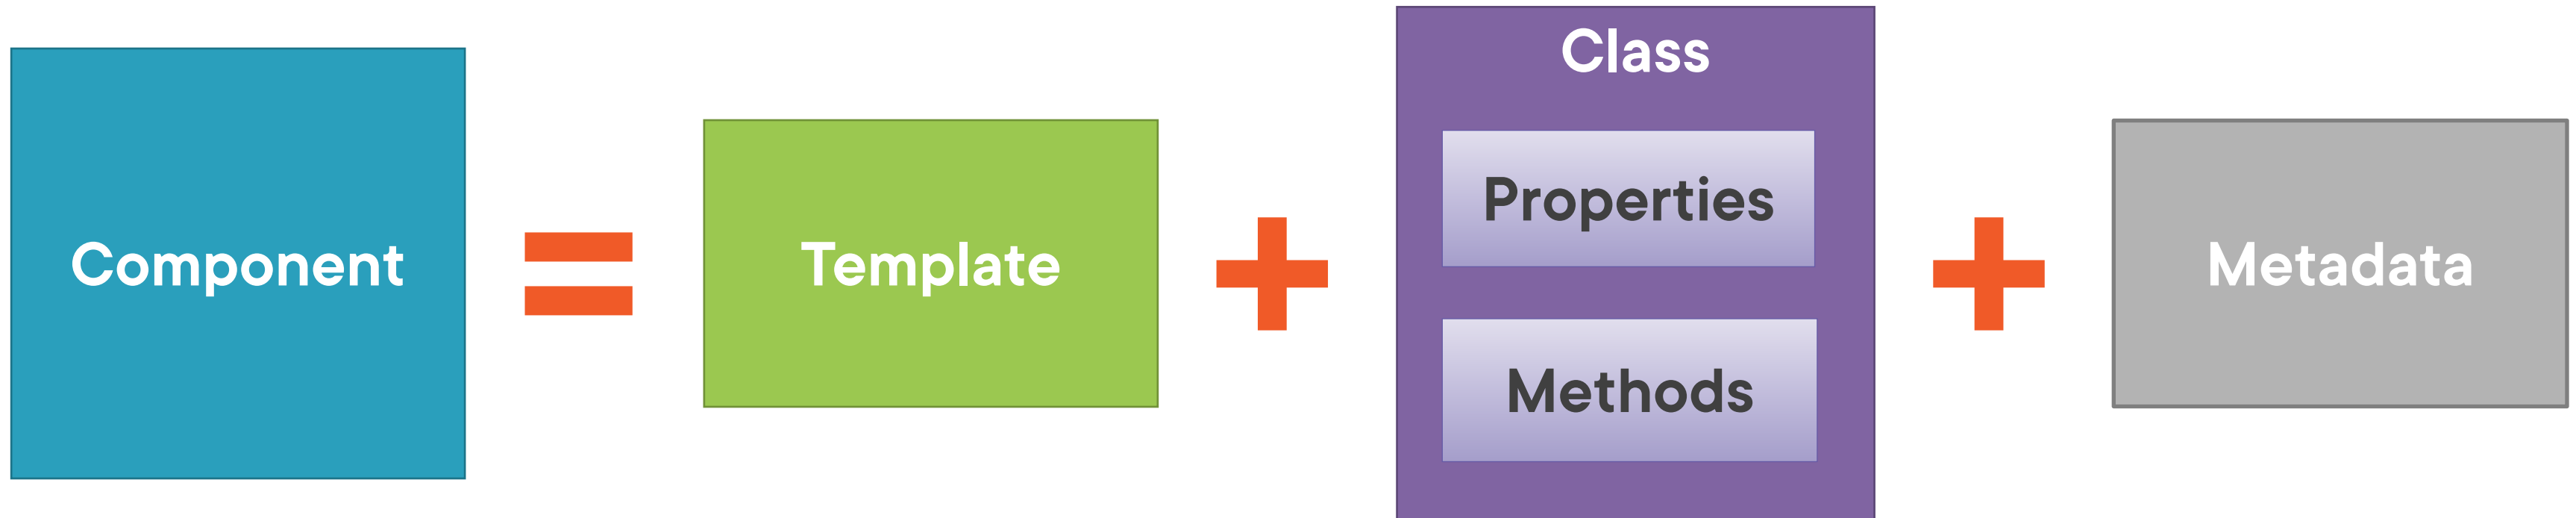 Component
=
Template
+
Class
Properties
Methods
+
Metadata